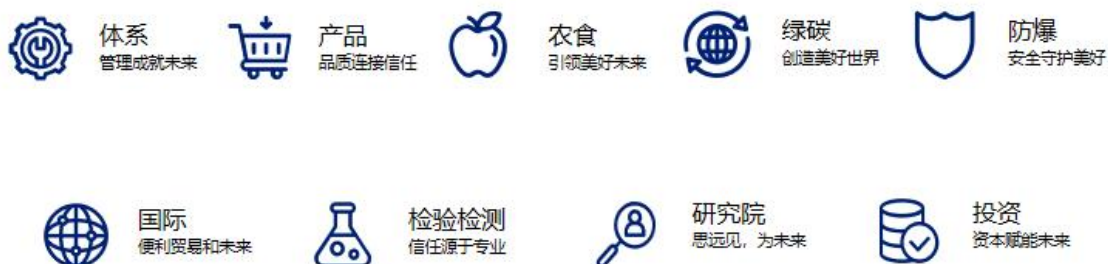 体系
管理成就未来
产品
品质连接信任
农食
引领美好未来
绿碳
创造美好世界
防爆
安全守护美好
国际
便利贸易和未来
检验检测
信任源于专业
研究院
思远见，为未来
投资
资本赋能未来